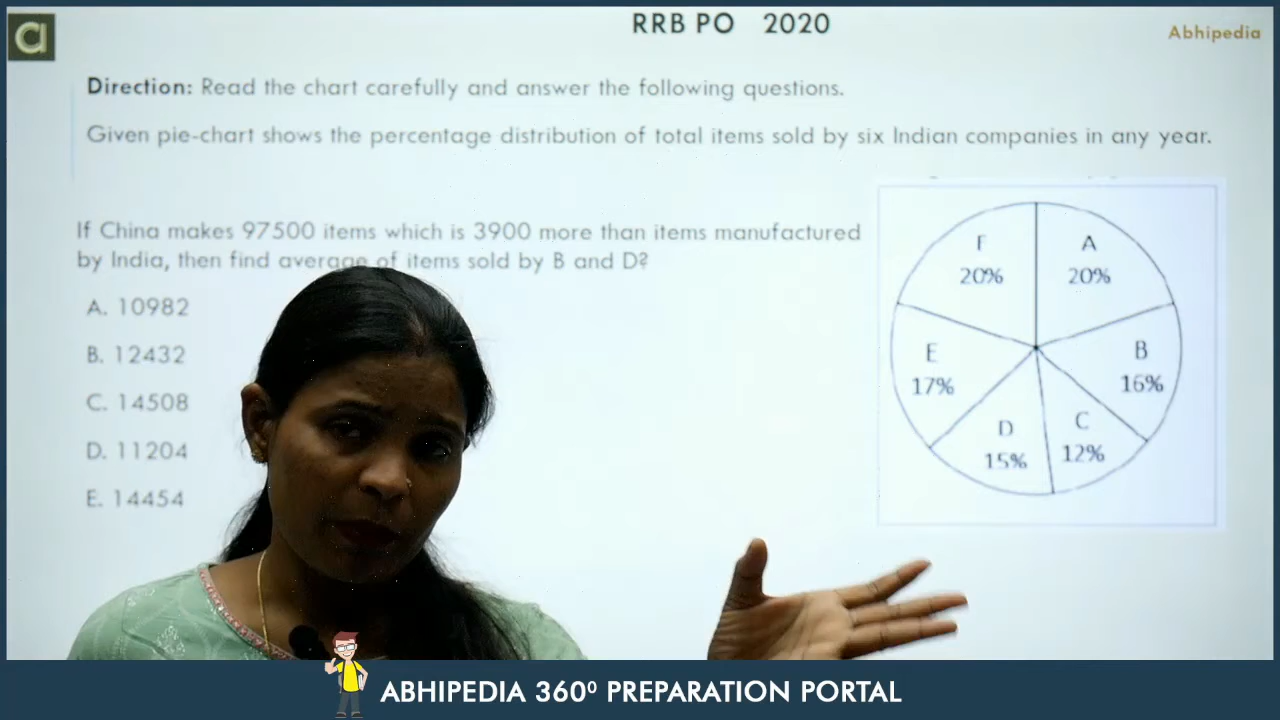 a
RRB PO 2020
Abhipedia
Direction: Read the chart carefully and answer the following questions.
Given pie-chart shows the percentage distribution of total items sold by six Indian companies in any year.
If China makes 97500 items which is 3900 more than items manufactured
by India, then find average of items sold by B and D?
A. 10982
B. 12432
C. 14508
D. 11204
E. 14454
F
20%
A
20%
E
17%
B
16%
D
15%
C
12%
ABHIPEDIA 360⁰ PREPARATION PORTAL